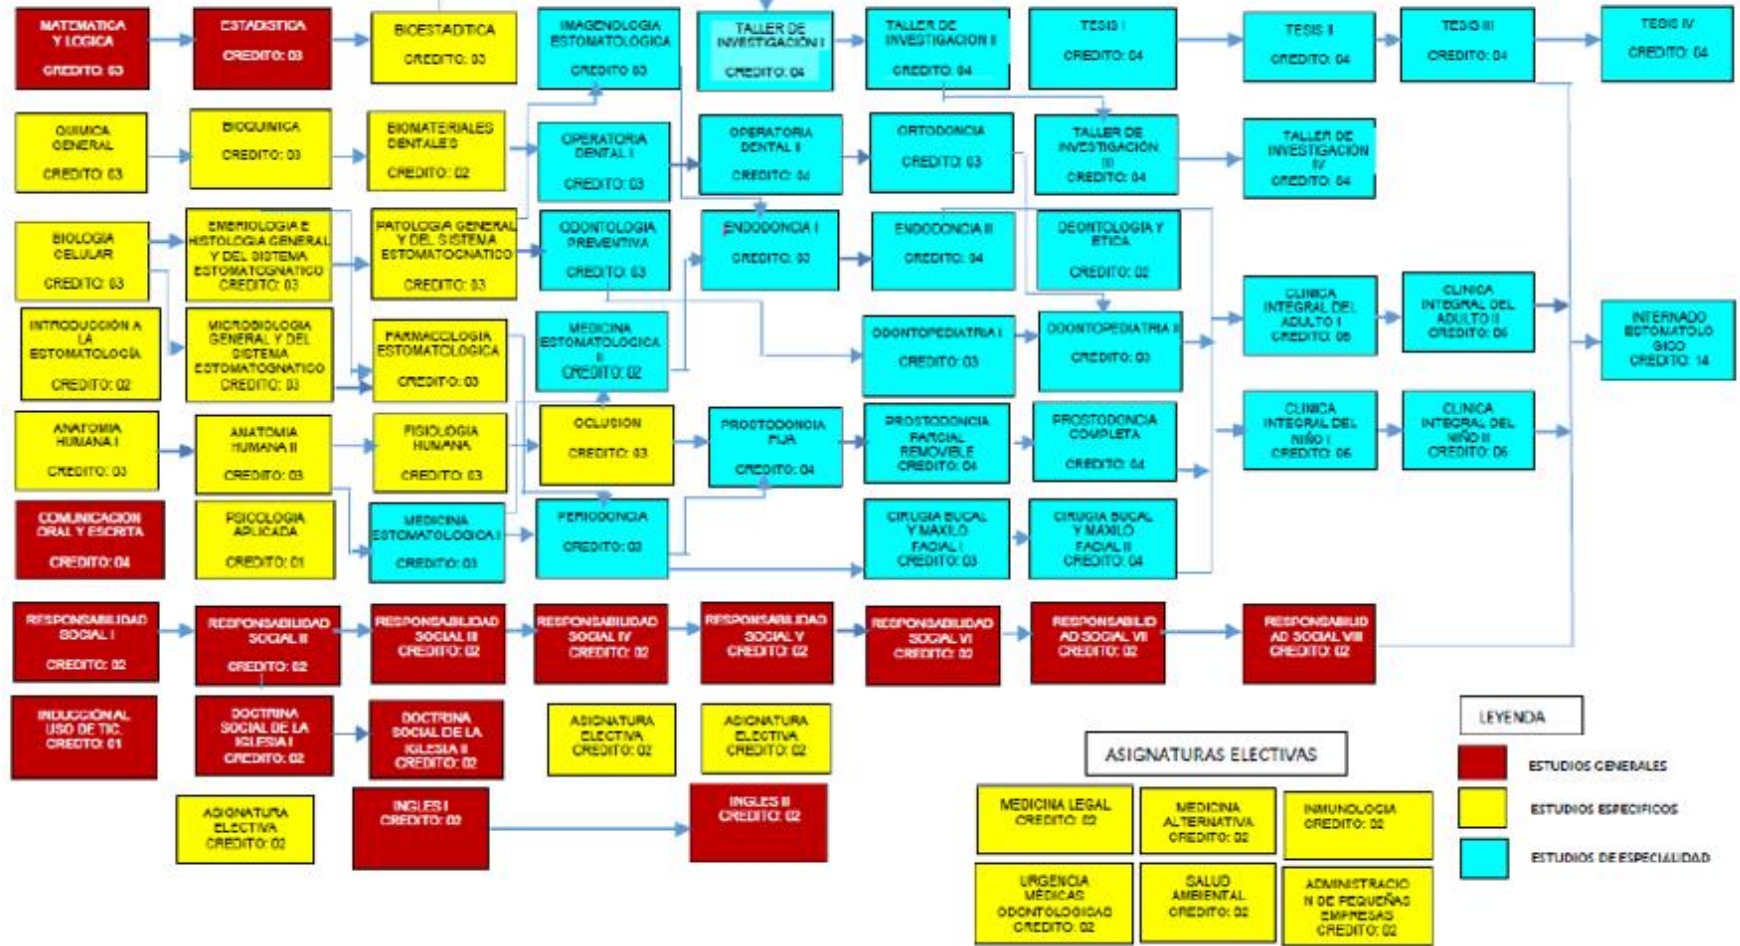 MATEMATICA
Y LOGICA
CREDITO: 03
ESTADISTICA
CREDITO: 03
BIOESTADTICA
CREDITO: 03
IMAGENOLOGIA
ESTOMATOLOGICA
CREDITO 03
TALLER DE
INVESTIGACIÓN I
CREDITO: 04
TALLER DE
INVESTIGACION II
CREDITO: 04
TESIS I
CREDITO: 04
TESIS II
CREDITO: 04
TESIS III
CREDITO: 04
TESIS IV
CREDITO: 04
QUIMICA
GENERAL
CREDITO: 03
BIOQUIMICA
CREDITO: 03
BIOMATERIALES
DENTALES
CREDITO: 02
OPERATORIA
DENTAL I
CREDITO: 03
OPERATORIA
DENTAL II
CREDITO: 04
ORTODONCIA
CREDITO: 03
TALLER DE
INVESTIGACIÓN
III
CREDITO: 04
TALLER DE
INVESTIGACIÓN
IV
CREDITO: 04
BIOLOGIA
CELULAR
CREDITO: 03
EMBRIOLOGIA E
HISTOLOGIA GENERAL
Y DEL SISTEMA
ESTOMATOGNATICO
CREDITO: 03
PATOLOGIA GENERAL
Y DEL SISTEMA
ESTOMATOGNATICO
CREDITO: 03
ODONTOLOGIA
PREVENTIVA
CREDITO: 03
ENDODONCIA I
CREDITO: 03
ENDODONCIA II
CREDITO: 04
DEONTOLOGÍA Y
ETICA
CREDITO: 02
CLINICA
INTEGRAL DEL
ADULTO I
CREDITO: 06
CLINICA
INTEGRAL DEL
ADULTO II
CREDITO: 06
INTRODUCCIÓN A
LA
ESTOMATOLOGÍA
CREDITO: 02
MICROBIOLOGIA
GENERAL Y DEL
SISTEMA
ESTOMATOGNATICO
CREDITO: 03
FARMACOLOGIA
ESTOMATOLOGICA
CREDITO: 03
MEDICINA
ESTOMATOLOGICA
II
CREDITO: 02
ODONTOPEDIATRIA I
CREDITO: 03
ODONTOPEDIATRIA II
CREDITO: 03
INTERNADO
ESTOMATOLO
GICO
CREDITO: 14
ANATOMIA
HUMANA I
CREDITO: 03
ANATOMIA
HUMANA II
CREDITO: 03
FISIOLOGIA
HUMANA
CREDITO: 03
OCLUSION
CREDITO: 03
PROSTODONCIA
FIJA
CREDITO: 04
PROSTODONCIA
PARCIAL
REMOVIBLE
CREDITO: 04
PROSTODONCIA
COMPLETA
CREDITO: 04
CLINICA
INTEGRAL DEL
NIÑO I
CREDITO: 06
CLINICA
INTEGRAL DEL
NIÑO II
CREDITO: 06
COMUNICACIÓN
ORAL Y ESCRITA
CREDITO: 04
PSICOLOGIA
APLICADA
CREDITO: 01
MEDICINA
ESTOMATOLOGICA I
CREDITO: 03
PERIODONCIA
CREDITO: 03
CIRUGIA BUCAL
Y MAXILO
FACIAL I
CREDITO: 03
CIRUGIA BUCAL
Y MAXILO
FACIAL II
CREDITO: 04
RESPONSABILIDAD
SOCIAL I
CREDITO: 02
RESPONSABILIDAD
SOCIAL II
CREDITO: 02
RESPONSABILIDAD
SOCIAL III
CREDITO: 02
RESPONSABILIDAD
SOCIAL IV
CREDITO: 02
RESPONSABILIDAD
SOCIAL V
CREDITO: 02
RESPONSABILIDAD
SOCIAL VI
CREDITO: 02
RESPONSABILID
AD SOCIAL VII
CREDITO: 02
RESPONSABILID
AD SOCIAL VIII
CREDITO: 02
INDUCCIÓN AL
USO DE TIC.
CREDTO: 01
DOCTRINA
SOCIAL DE LA
IGLESIA I
CREDITO: 02
DOCTRINA
SOCIAL DE LA
IGLESIA II
CREDITO: 02
ASIGNATURA
ELECTIVA
CREDITO: 02
ASIGNATURA
ELECTIVA
CREDITO: 02
ASIGNATURA
ELECTIVA
CREDITO: 02
INGLES I
CREDITO: 02
INGLES II
CREDITO: 02
ASIGNATURAS ELECTIVAS
MEDICINA LEGAL
CREDITO: 02
MEDICINA
ALTERNATIVA
CREDITO: 02
INMUNOLOGIA
CREDITO: 02
URGENCIA
MÉDICAS
ODONTOLOGICAS
CREDITO: 02
SALUD
AMBIENTAL
CREDITO: 02
ADMINISTRACIO
N DE PEQUEÑAS
EMPRESAS
CREDITO: 02
LEYENDA
ESTUDIOS GENERALES
ESTUDIOS ESPECIFICOS
ESTUDIOS DE ESPECIALIDAD